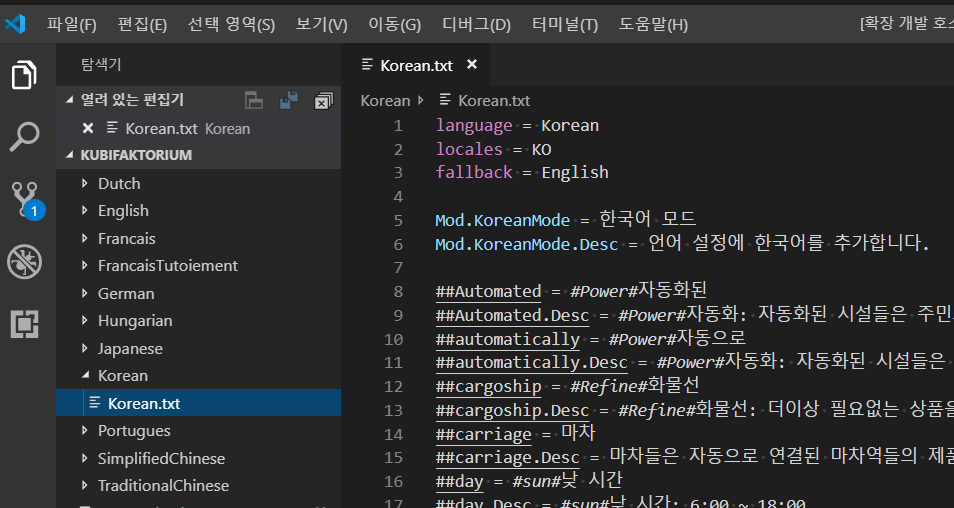 파일(F) 편집(E) 선택 영역(S) 보기(V) 이동(G) 디버그(D) 터미널(T) 도움말(H) [확장 개발 호스
탐색기
열려 있는 편집기
Korean.txt Korean
KUBIFAKTORIUM
Dutch
English
Francais
FrancaisTutoiement
German
Hungarian
Japanese
Korean
Korean.txt
Portugues
SimplifiedChinese
TraditionalChinese
1
Korean.txt
Korean Korean.txt
1 language = Korean
2 locales = KO
3 fallback = English
4
5 Mod.KoreanMode = 한국어 모드
6 Mod.KoreanMode.Desc = 언어 설정에 한국어를 추가합니다.
7
8 ##Automated = #Power#자동화된
9 ##Automated.Desc = #Power#자동화: 자동화된 시설들은 주민
10 ##automatically = #Power#자동으로
11 ##automatically.Desc = #Power#자동화: 자동화된 시설들은
12 ##cargoship = #Refine#화물선
13 ##cargoship.Desc = #Refine#화물선: 더이상 필요없는 상품을
14 ##carriage = 마차
15 ##carriage.Desc = 마차들은 자동으로 연결된 마차역들의 제품
16 ##day = #sun#낮 시간
17 ##day.Desc = #sun#낮 시간: 6:00 ~ 18:00